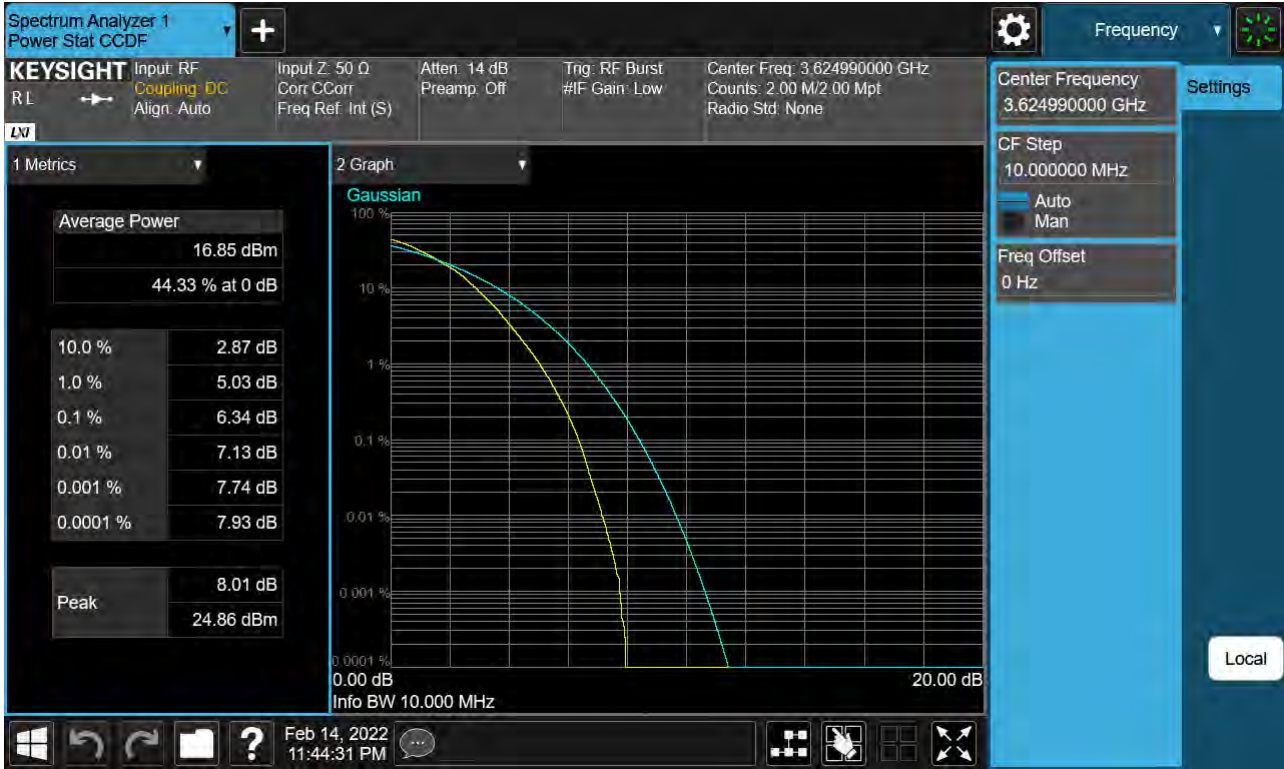 Spectrum Analyzer 1
Power Stat CCDF
+
Frequency
KEYSIGHT
R L
LXI
Input: RF
Coupling: DC
Align: Auto
Input Z: 50 Ω
Corr CCorr
Freq Ref: Int (S)
Atten: 14 dB
Preamp: Off
Trig: RF Burst
#IF Gain: Low
Center Freq: 3.624990000 GHz
Counts: 2.00 M/2.00 Mpt
Radio Std: None
Center Frequency
3.624990000 GHz
Settings
CF Step
10.000000 MHz
Auto
Man
Freq Offset
0 Hz
Local
1 Metrics
Average Power
16.85 dBm
44.33 % at 0 dB
10.0 % 2.87 dB
1.0 % 5.03 dB
0.1 % 6.34 dB
0.01 % 7.13 dB
0.001 % 7.74 dB
0.0001 % 7.93 dB
Peak
8.01 dB
24.86 dBm
2 Graph
Gaussian
100 %
10 %
1 %
0.1 %
0.01 %
0.001 %
0.0001 %
0.00 dB 20.00 dB
Info BW 10.000 MHz
?
Feb 14, 2022
11:44:31 PM